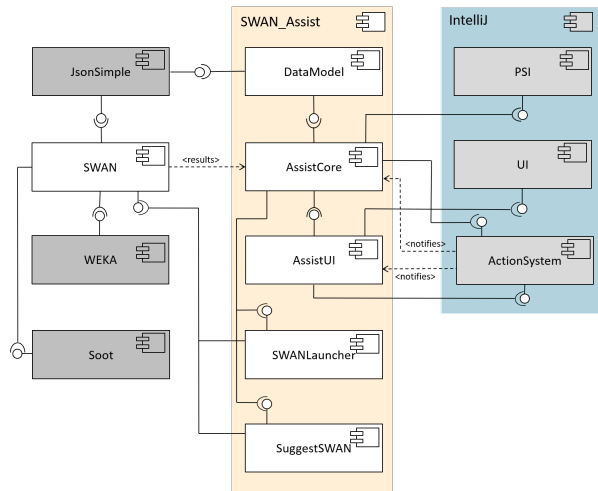 SWAN_Assist
IntelliJ
JsonSimple
DataModel
PSI
SWAN
<results>
AssistCore
UI
WEKA
AssistUI
<notifies>
ActionSystem
<notifies>
Soot
SWANLauncher
SuggestSWAN